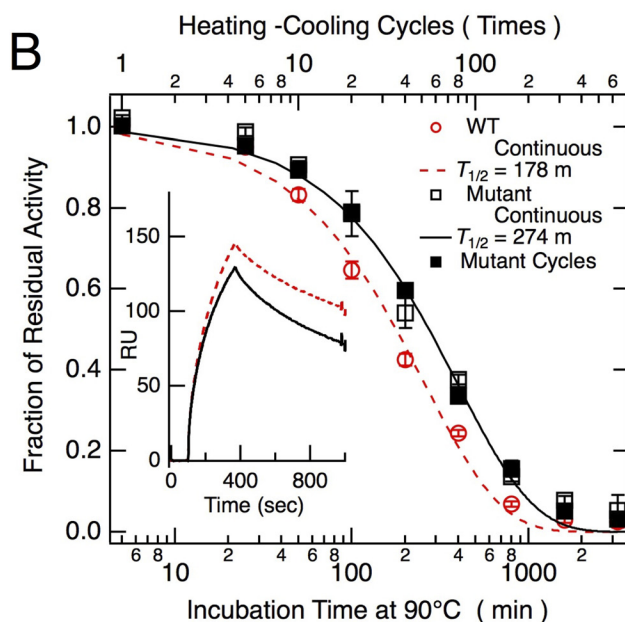 Heating -Cooling Cycles ( Times )
B
1 2 4 6 8 10 2 4 6 8 100 2 4 6
1.0
0.8
0.6
0.4
0.2
0.0
Fraction of Residual Activity
WT
Continuous
T1/2 = 178 m
Mutant
Continuous
T1/2 = 274 m
Mutant Cycles
150
100
50
0
RU
0 400 800
Time (sec)
6 8 10 2 4 6 8 100 2 4 6 8 1000 2
Incubation Time at 90°C ( min )